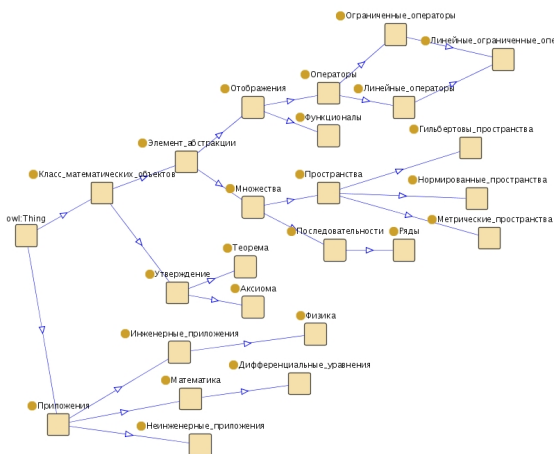 Ограниченные_операторы
Линейные_ограниченные_опе
Операторы
Отображения
Линейные_операторы
Функционалы
Гильбертовы_пространства
Элемент_абстракции
Класс_математических_объектов
Пространства
Нормированные_пространства
Множества
owl:Thing
Метрические_пространства
Последовательности
Ряды
Теорема
Утверждение
Аксиома
Физика
Инженерные_приложения
Дифференциальные_уравнения
Математика
Приложения
Неинженерные_приложения